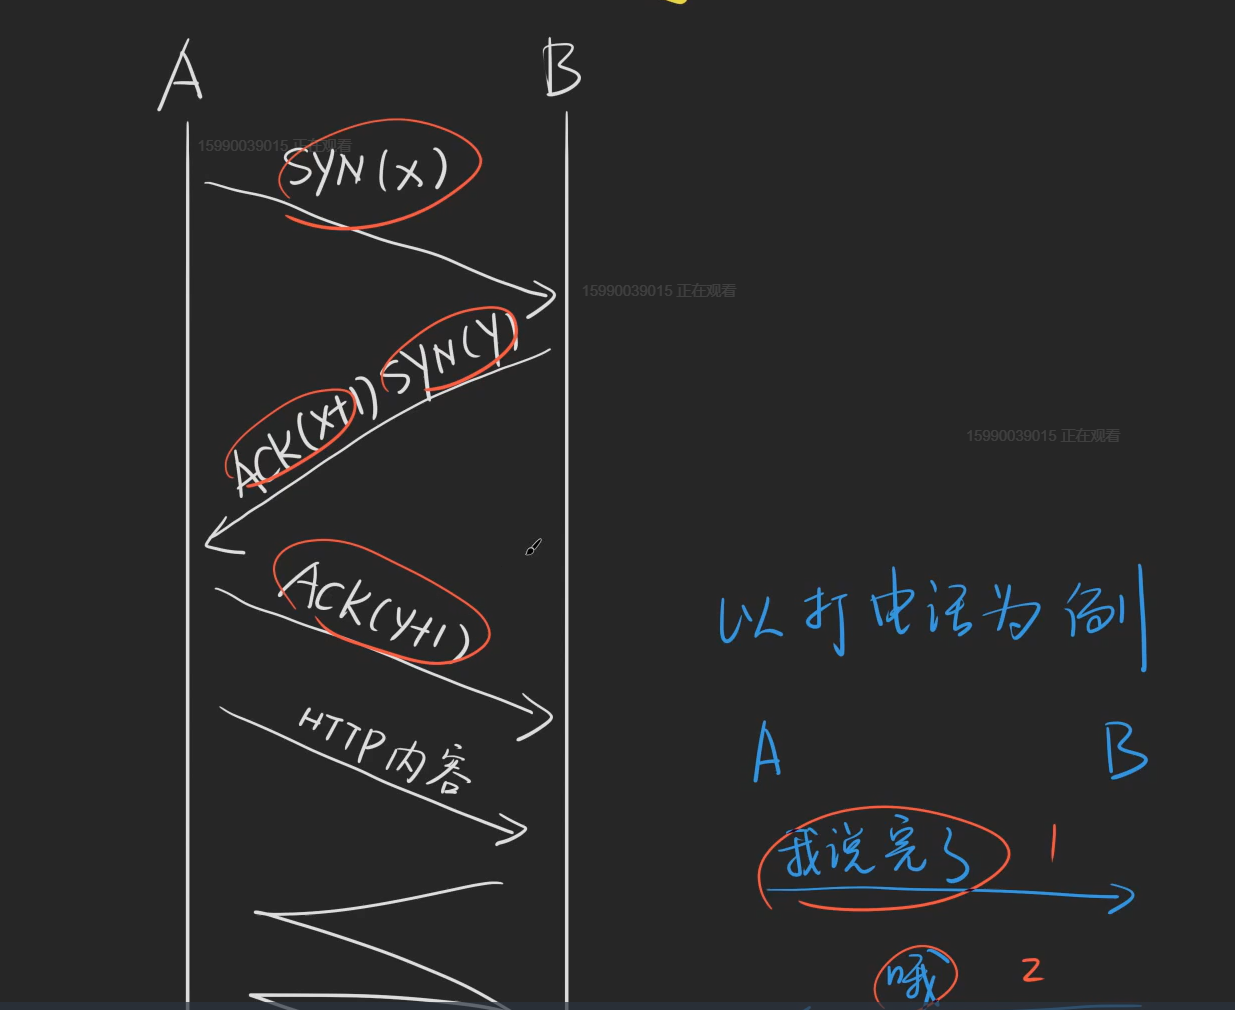 A B
15990039015 正在观看
SYN(x)
15990039015 正在观看
SYN(y)
ACK(x+1)
15990039015 正在观看
ACK(y+1)
以打电话为例
HTTP内容
A B
我说完了 1
哦 2